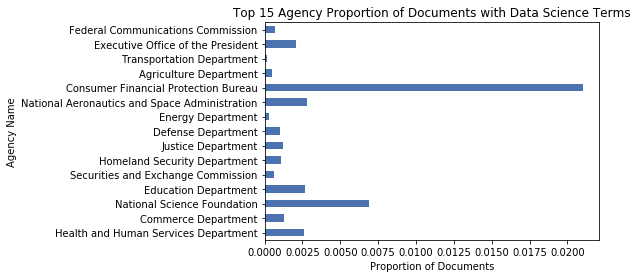 Top 15 Agency Proportion of Documents with Data Science Terms
Federal Communications Commission
Executive Office of the President
Transportation Department
Agriculture Department
Consumer Financial Protection Bureau
National Aeronautics and Space Administration
Energy Department
Defense Department
Justice Department
Homeland Security Department
Securities and Exchange Commission
Education Department
National Science Foundation
Commerce Department
Health and Human Services Department
Agency Name
0.0000 0.0025 0.0050 0.0075 0.0100 0.0125 0.0150 0.0175 0.0200
Proportion of Documents